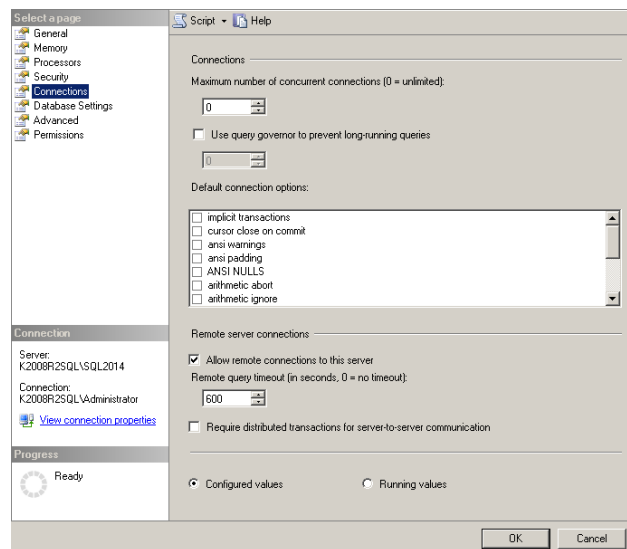 Select a page
General
Memory
Processors
Security
Connections
Database Settings
Advanced
Permissions
Connection
Server:
K2008R2SQL\SQL2014
Connection:
K2008R2SQL\Administrator
View connection properties
Progress
Ready
Script Help
Connections
Maximum number of concurrent connections (0 = unlimited):
0
Use query governor to prevent long-running queries
0
Default connection options:
implicit transactions
cursor close on commit
ansi warnings
ansi padding
ANSI NULLS
arithmetic abort
arithmetic ignore
Remote server connections
Allow remote connections to this server
Remote query timeout (in seconds, 0 = no timeout):
600
Require distributed transactions for server-to-server communication
Configured values Running values
OK Cancel